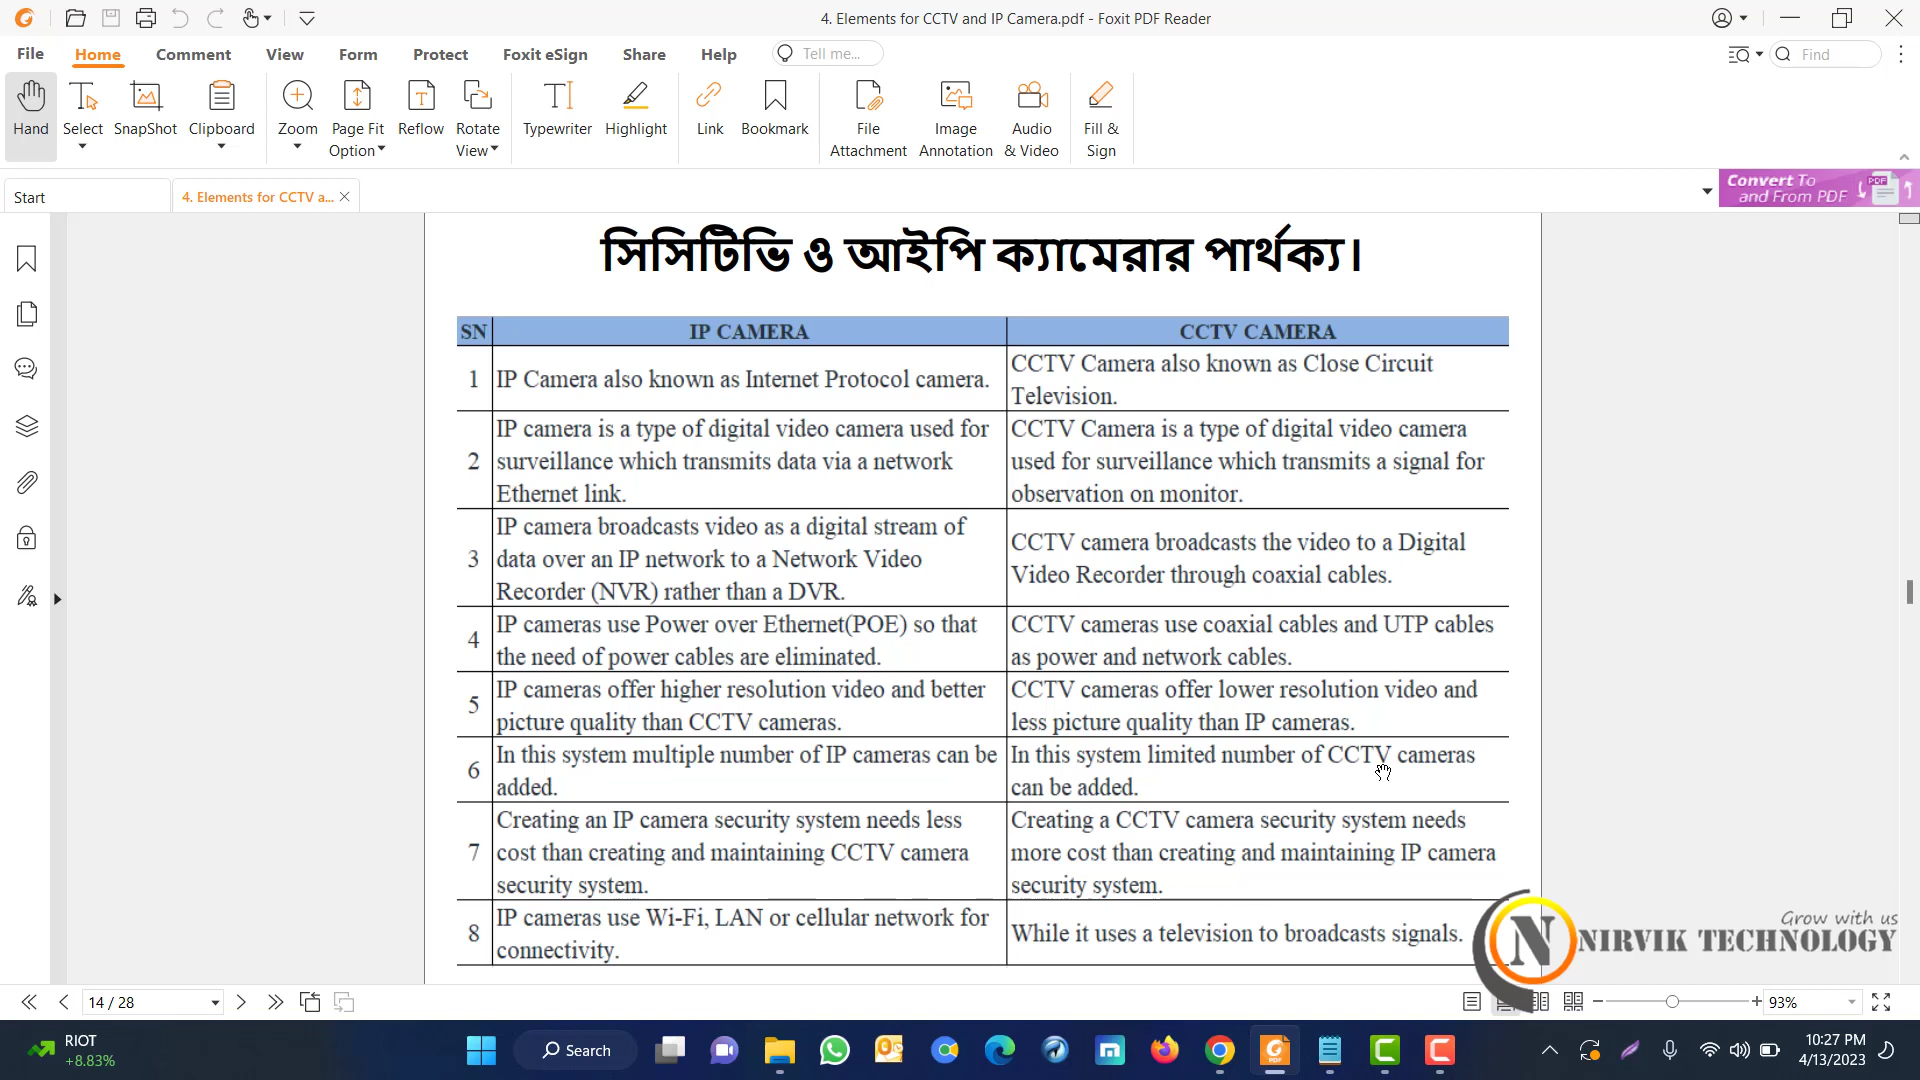 4. Elements for CCTV and IP Camera.pdf - Foxit PDF Reader
File Home Comment View Form Protect Foxit eSign Share Help Tell me... Find
Hand Select SnapShot Clipboard Zoom Page Fit Option Reflow Rotate View Typewriter Highlight Link Bookmark File Attachment Image Annotation Audio & Video Fill & Sign
Start 4. Elements for CCTV a... Convert To and From PDF PDF
সিসিটিভি ও আইপি ক্যামেরার পার্থক্য।
SN IP CAMERA CCTV CAMERA
1 IP Camera also known as Internet Protocol camera.
CCTV Camera also known as Close Circuit
Television.
2 IP camera is a type of digital video camera used for
surveillance which transmits data via a network
Ethernet link.
CCTV Camera is a type of digital video camera
used for surveillance which transmits a signal for
observation on monitor.
3 IP camera broadcasts video as a digital stream of
data over an IP network to a Network Video
Recorder (NVR) rather than a DVR.
CCTV camera broadcasts the video to a Digital
Video Recorder through coaxial cables.
4 IP cameras use Power over Ethernet(POE) so that
the need of power cables are eliminated.
CCTV cameras use coaxial cables and UTP cables
as power and network cables.
5 IP cameras offer higher resolution video and better
picture quality than CCTV cameras.
CCTV cameras offer lower resolution video and
less picture quality than IP cameras.
6 In this system multiple number of IP cameras can be
added.
In this system limited number of CCTV cameras
can be added.
7 Creating an IP camera security system needs less
cost than creating and maintaining CCTV camera
security system.
Creating a CCTV camera security system needs
more cost than creating and maintaining IP camera
security system.
8 IP cameras use Wi-Fi, LAN or cellular network for
connectivity.
While it uses a television to broadcasts signals.
Grow with us
N NIRVIK TECHNOLOGY
14 / 28 93%
RIOT
+8.83%
Search
10:27 PM
4/13/2023